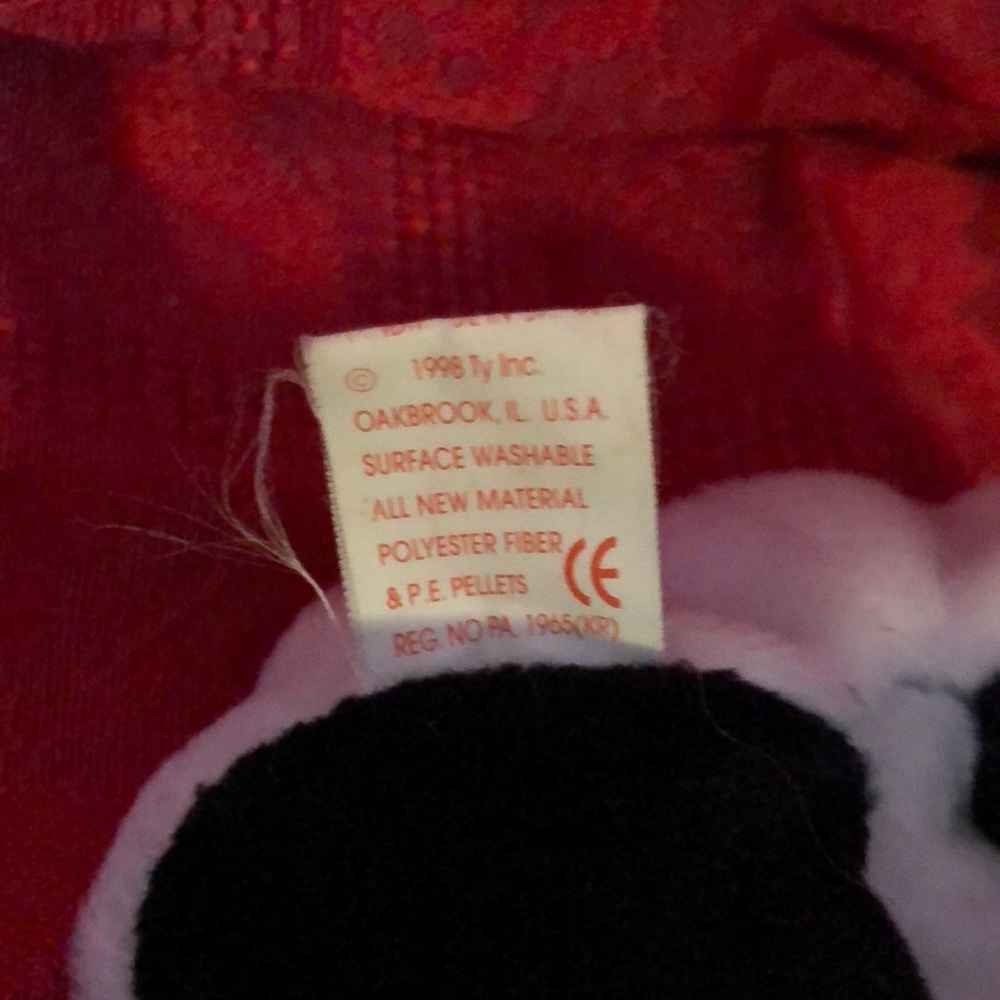 © 1998 Ty Inc.
OAKBROOK, IL U.S.A.
SURFACE WASHABLE
ALL NEW MATERIAL
POLYESTER FIBER
& P.E. PELLETS CE
REG. NO PA. 1965(KR)